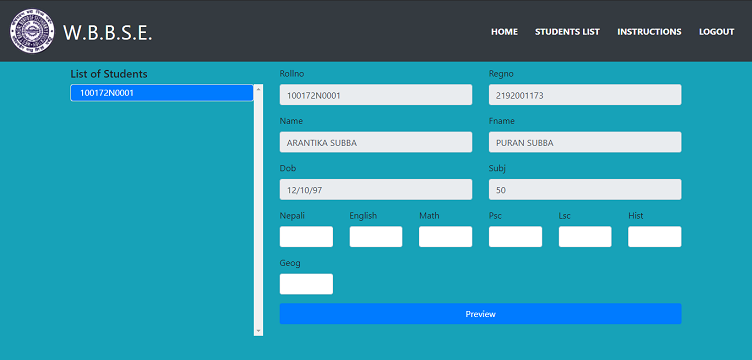 W.B.B.S.E.
HOME STUDENTS LIST INSTRUCTIONS LOGOUT
List of Students
100172N0001
Rollno Regno
100172N0001 2192001173
Name Fname
ARANTIKA SUBBA PURAN SUBBA
Dob Subj
12/10/97 50
Nepali English Math Psc Lsc Hist
Geog
Preview